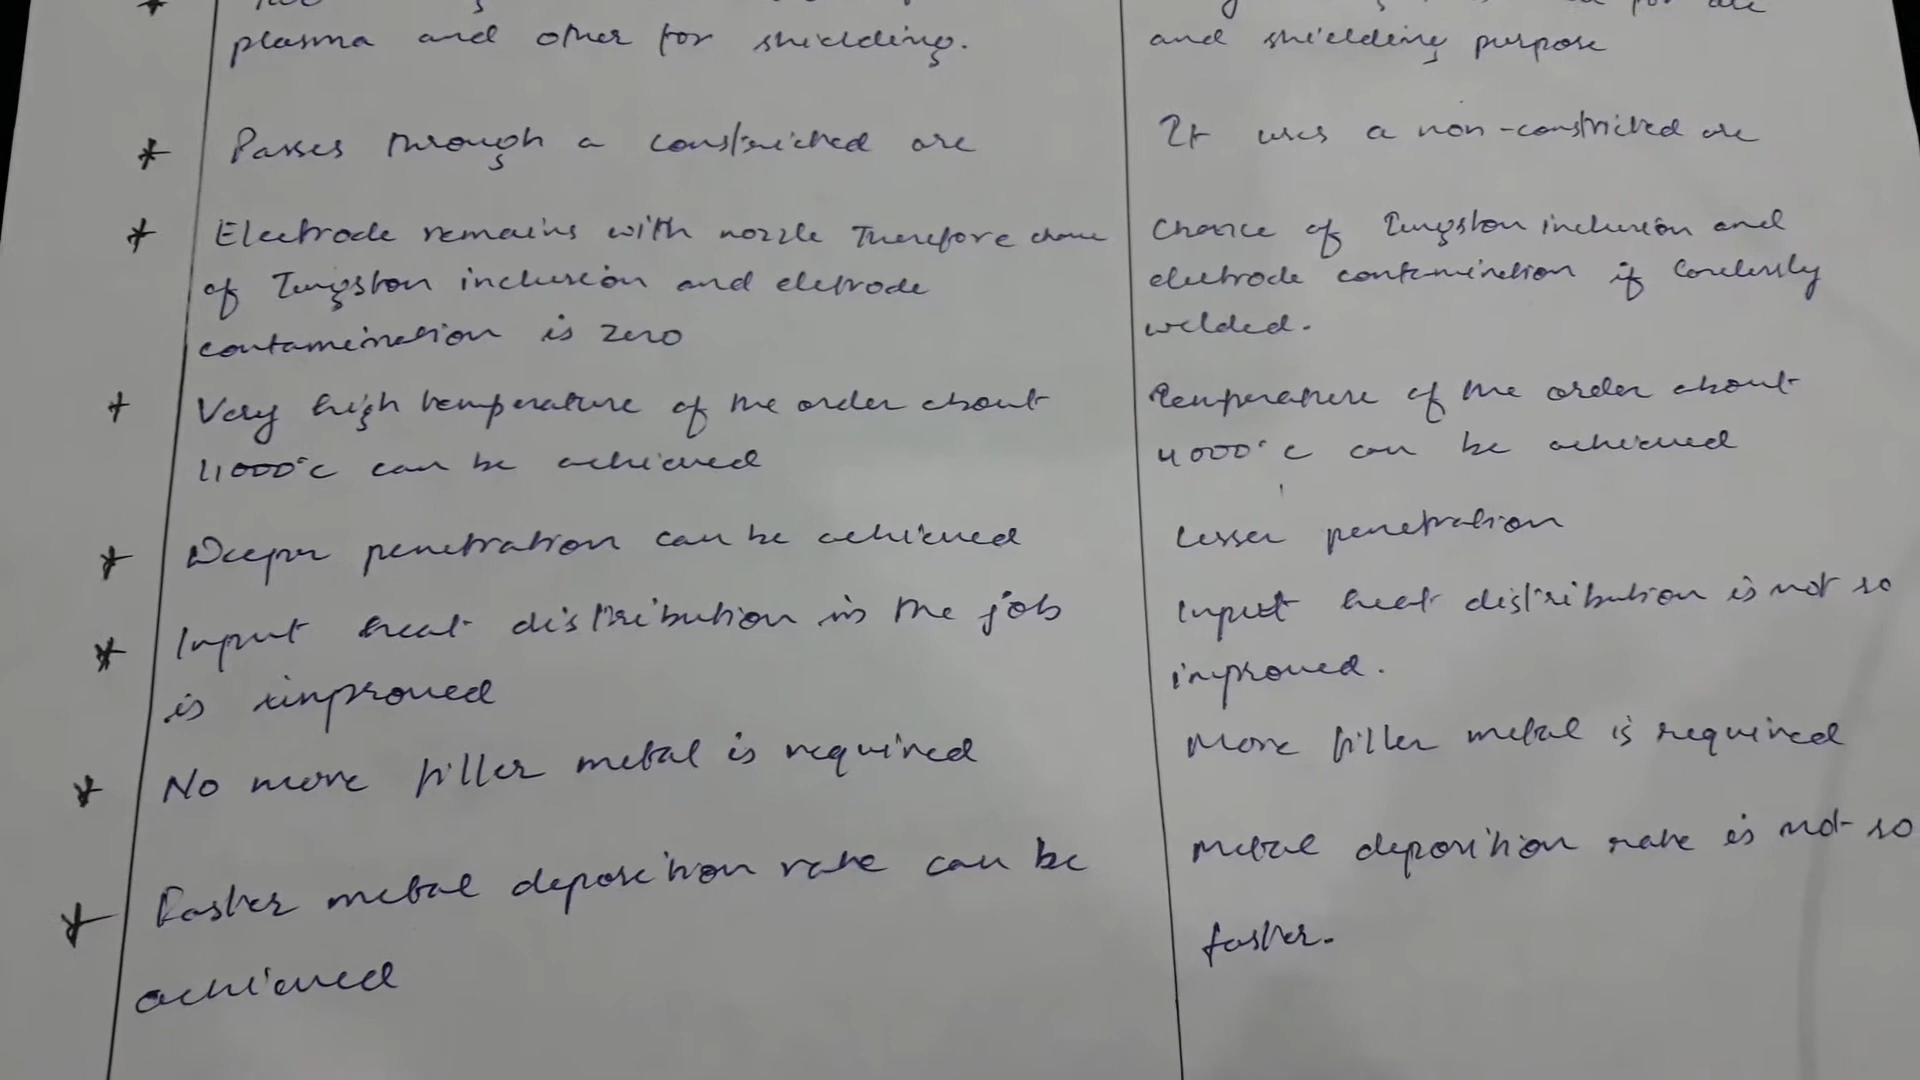 plasma and other for shielding.
and shielding purpose
Passes through a constricted arc
It uses a non-constricted arc
Electrode remains with nozzle Therefore chance
of Tungston inclusion and eletrode
contamination is zero
Chance of Tungston inclusion and
electrode contamination if carelessly
welded.
Very high temperature of the order about
11000°c can be achieved
Temperature of the order about
4000°c can be achieved
Deeper penetration can be achieved
Lesser penetration
Input heat distribution in the job
is improved
Input heat distribution is not so
improved.
No more filler metal is required
More filler metal is required
Faster metal deposition rate can be
achieved
Metal deposition rate is not so
faster.